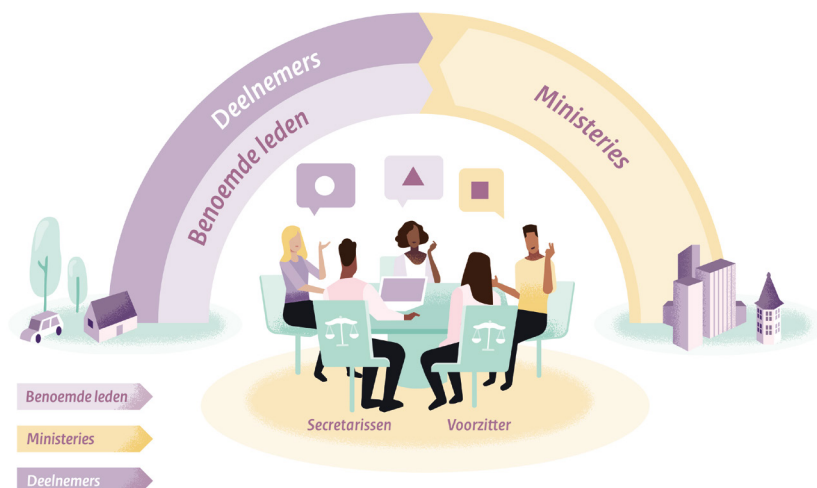 Deelnemers
Benoemde leden
Ministeries
Secretarissen
Voorzitter
Benoemde leden
Ministeries
Deelnemers